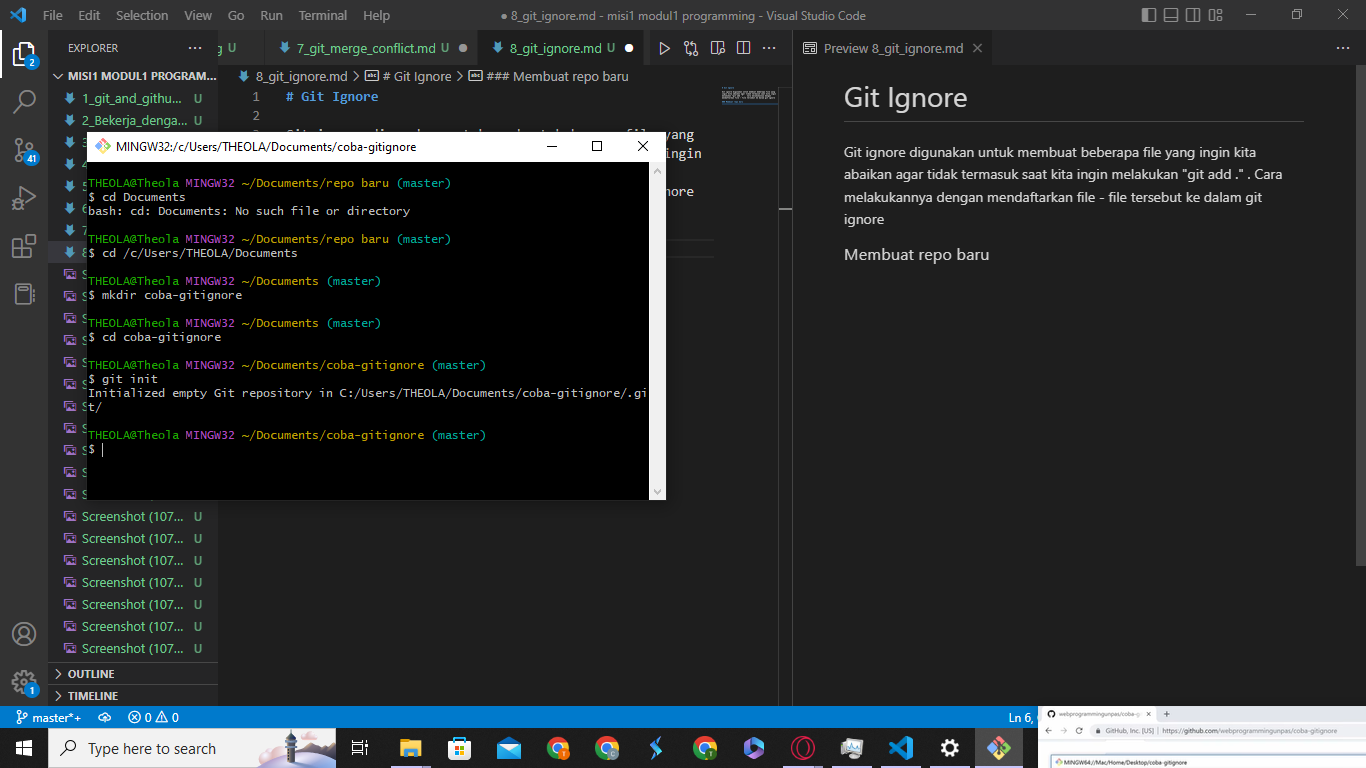 File Edit Selection View Go Run Terminal Help
● 8_git_ignore.md - misi1 modul1 programming - Visual Studio Code
EXPLORER
MISI1 MODUL1 PROGRAM...
1_git_and_githu... U
2_Bekerja_denga... U
Screenshot (107... U
Screenshot (107... U
Screenshot (107... U
Screenshot (107... U
Screenshot (107... U
Screenshot (107... U
Screenshot (107... U
OUTLINE
TIMELINE
U
7_git_merge_conflict.md U
8_git_ignore.md U
8_git_ignore.md > # Git Ignore > ### Membuat repo baru
1 # Git Ignore
2
yang
ingin
MINGW32:/c/Users/THEOLA/Documents/coba-gitignore
THEOLA@Theola MINGW32 ~/Documents/repo baru (master)
$ cd Documents
bash: cd: Documents: No such file or directory
THEOLA@Theola MINGW32 ~/Documents/repo baru (master)
$ cd /c/Users/THEOLA/Documents
THEOLA@Theola MINGW32 ~/Documents (master)
$ mkdir coba-gitignore
THEOLA@Theola MINGW32 ~/Documents (master)
$ cd coba-gitignore
THEOLA@Theola MINGW32 ~/Documents/coba-gitignore (master)
$ git init
Initialized empty Git repository in C:/Users/THEOLA/Documents/coba-gitignore/.gi
t/
THEOLA@Theola MINGW32 ~/Documents/coba-gitignore (master)
$
Preview 8_git_ignore.md
Git Ignore
Git ignore digunakan untuk membuat beberapa file yang ingin kita
abaikan agar tidak termasuk saat kita ingin melakukan "git add ." . Cara
melakukannya dengan mendaftarkan file - file tersebut ke dalam git
ignore
Membuat repo baru
2
41
1
master*+ 0 0
Ln 6,
Type here to search
webprogrammingunpas/coba-g
GitHub, Inc. [US] | https://github.com/webprogrammingunpas/coba-gitignore
MINGW64://Mac/Home/Desktop/coba-gitignore